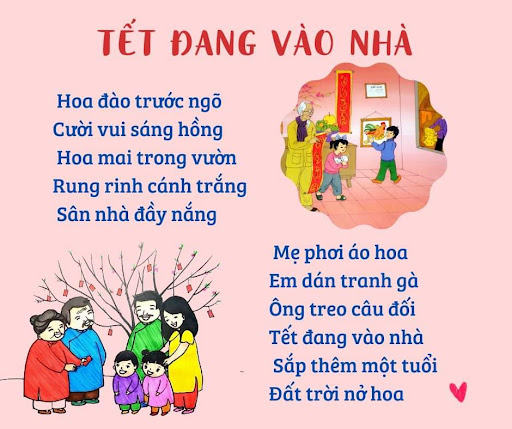 TẾT ĐANG VÀO NHÀ
Hoa đào trước ngõ
Cười vui sáng hồng
Hoa mai trong vườn
Rung rinh cánh trắng
Sân nhà đầy nắng
Mẹ phơi áo hoa
Em dán tranh gà
Ông treo câu đối
Tết đang vào nhà
Sắp thêm một tuổi
Đất trời nở hoa